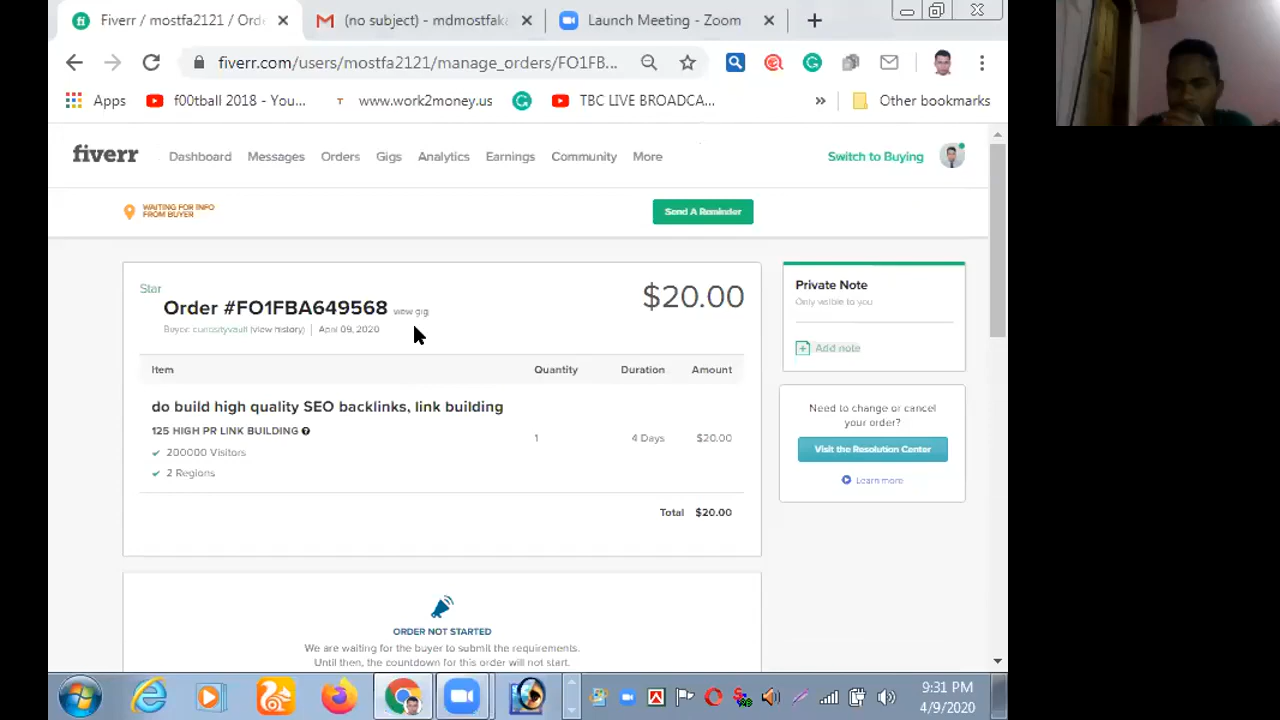 Fiverr / mostfa2121 / Orde
(no subject) - mdmostfaka
Launch Meeting - Zoom
fiverr.com/users/mostfa2121/manage_orders/FO1FB...
Apps
f00tball 2018 - You...
www.work2money.us
TBC LIVE BROADCA...
»
Other bookmarks
fiverr
Dashboard
Messages
Orders
Gigs
Analytics
Earnings
Community
More
Switch to Buying
WAITING FOR INFO
FROM BUYER
Send A Reminder
Star
Order #FO1FBA649568 view gig
$20.00
Buyer: curiosityvault (view history) | April 09, 2020
Item Quantity Duration Amount
do build high quality SEO backlinks, link building
125 HIGH PR LINK BUILDING
1 4 Days $20.00
200000 Visitors
2 Regions
Total $20.00
Private Note
Only visible to you
Add note
Need to change or cancel
your order?
Visit the Resolution Center
Learn more
ORDER NOT STARTED
We are waiting for the buyer to submit the requirements.
Until then, the countdown for this order will not start.
9:31 PM
4/9/2020